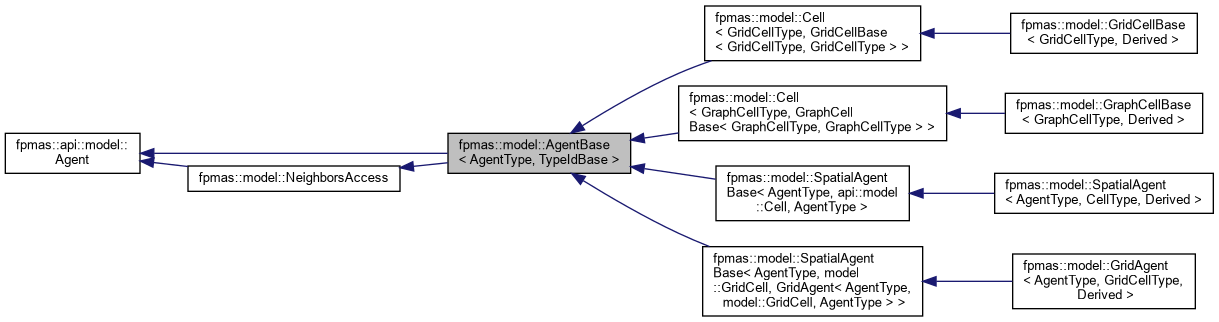 fpmas::api::model::
Agent
fpmas::model::NeighborsAccess
fpmas::model::AgentBase
< AgentType, TypeIdBase >
fpmas::model::Cell
< GridCellType, GridCellBase
< GridCellType, GridCellType > >
fpmas::model::GridCellBase
< GridCellType, Derived >
fpmas::model::Cell
< GraphCellType, GraphCell
Base< GraphCellType, GraphCellType > >
fpmas::model::GraphCellBase
< GraphCellType, Derived >
fpmas::model::SpatialAgent
Base< AgentType, api::model
::Cell, AgentType >
fpmas::model::SpatialAgent
< AgentType, CellType, Derived >
fpmas::model::SpatialAgent
Base< AgentType, model
::GridCell, GridAgent< AgentType,
model::GridCell, AgentType > >
fpmas::model::GridAgent
< AgentType, GridCellType,
Derived >